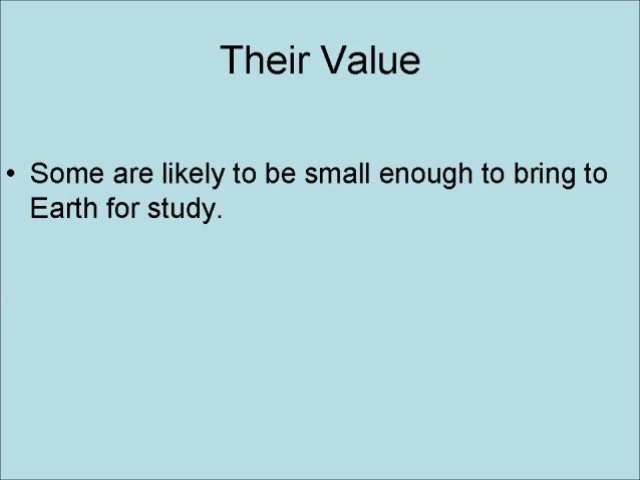 Their Value
• Some are likely to be small enough to bring to
Earth for study.